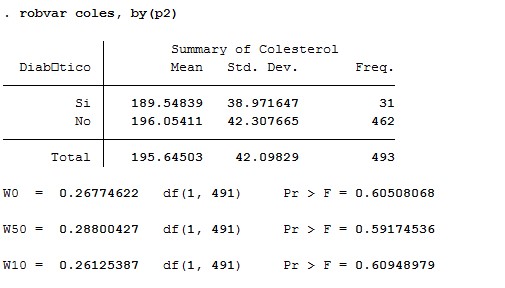 . robvar coles, by(p2)
Summary of Colesterol
Diab□tico Mean Std. Dev. Freq.
Si 189.54839 38.971647 31
No 196.05411 42.307665 462
Total 195.64503 42.09829 493
W0 = 0.26774622 df(1, 491) Pr > F = 0.60508068
W50 = 0.28800427 df(1, 491) Pr > F = 0.59174536
W10 = 0.26125387 df(1, 491) Pr > F = 0.60948979